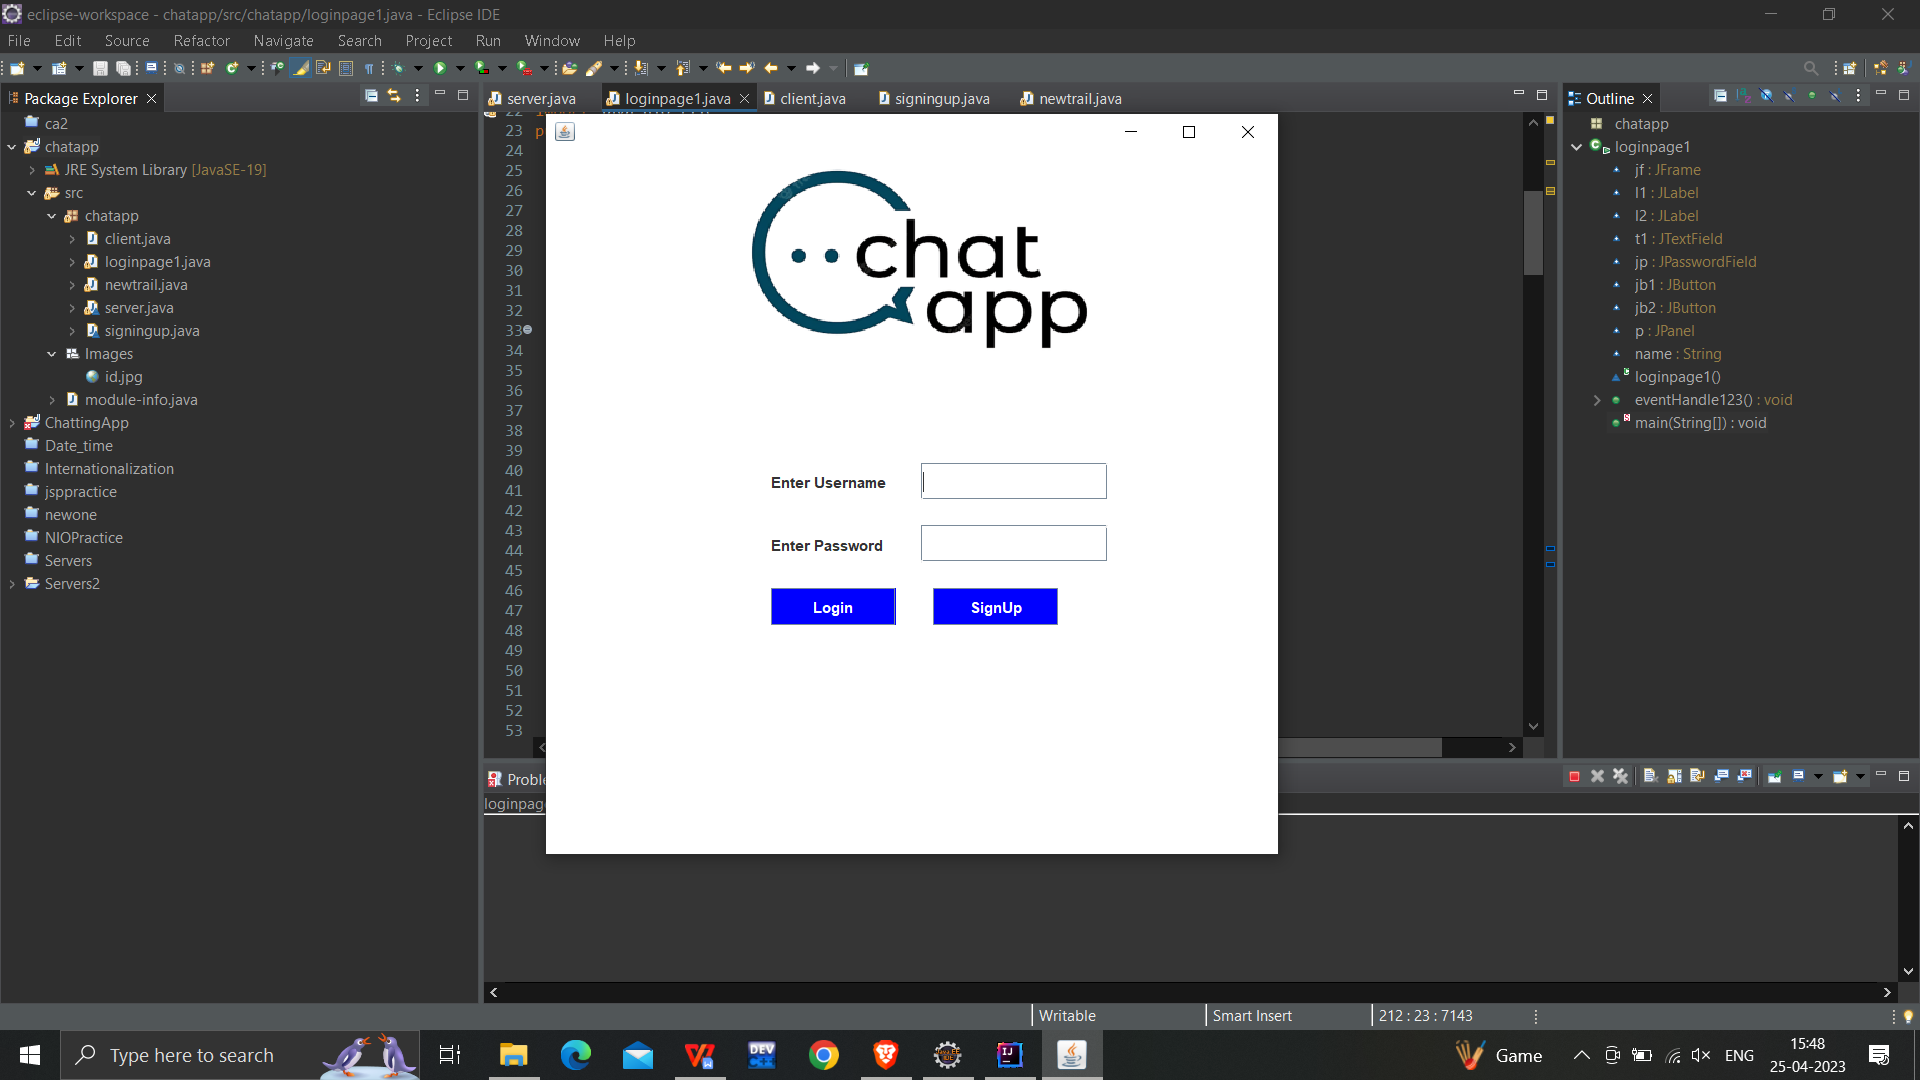 eclipse-workspace - chatapp/src/chatapp/loginpage1.java - Eclipse IDE
File Edit Source Refactor Navigate Search Project Run Window Help
Package Explorer
ca2
chatapp
JRE System Library [JavaSE-19]
src
chatapp
client.java
loginpage1.java
newtrail.java
server.java
signingup.java
Images
id.jpg
module-info.java
ChattingApp
Date_time
Internationalization
jsppractice
newone
NIOPractice
Servers
Servers2
server.java loginpage1.java client.java signingup.java newtrail.java
22
23 p
24
25
26
27
28
29
30
31
32
33
34
35
36
37
38
39
40
41
42
43
44
45
46
47
48
49
50
51
52
53
chat
app
Enter Username
Enter Password
Login SignUp
Proble
loginpag
Outline
chatapp
loginpage1
jf : JFrame
l1 : JLabel
l2 : JLabel
t1 : JTextField
jp : JPasswordField
jb1 : JButton
jb2 : JButton
p : JPanel
name : String
loginpage1()
eventHandle123() : void
main(String[]) : void
Writable Smart Insert 212 : 23 : 7143
Type here to search
DEV
IJ
Game
ENG
15:48
25-04-2023